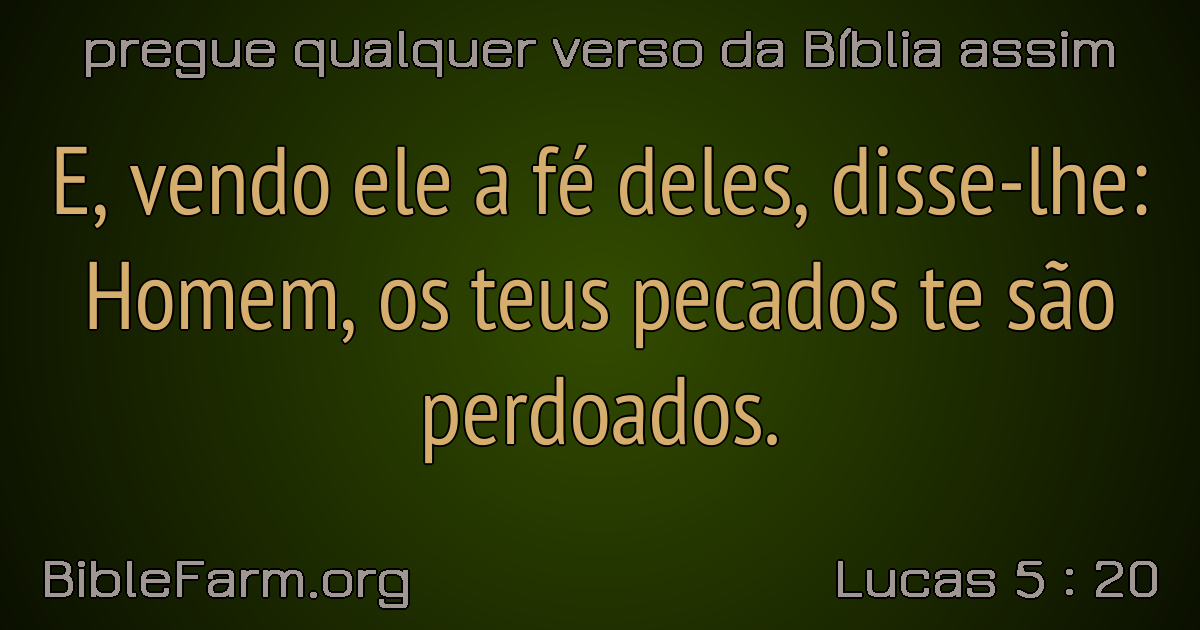 pregue qualquer verso da Bíblia assim
E, vendo ele a fé deles, disse-lhe:
Homem, os teus pecados te são
perdoados.
BibleFarm.org
Lucas 5 : 20